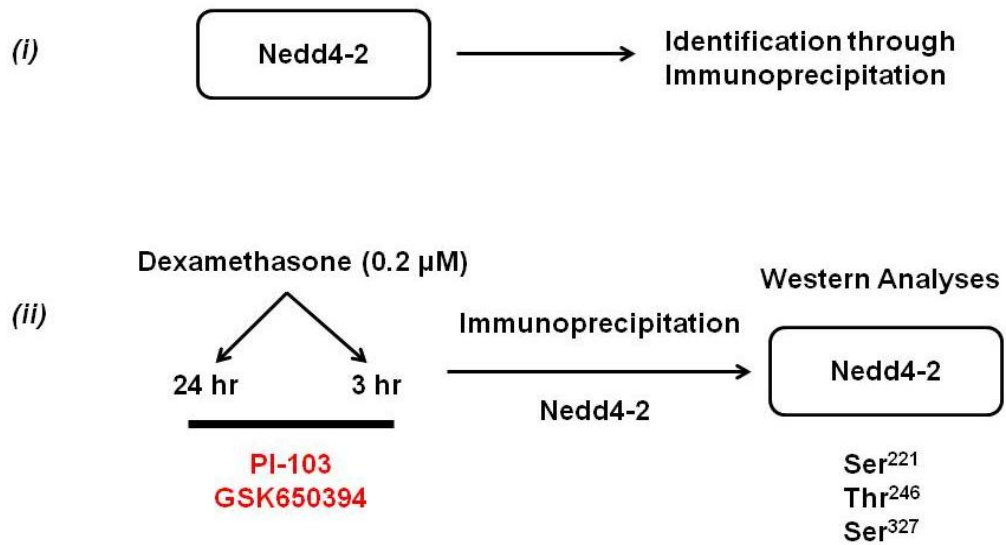 (i)
Nedd4-2
Identification through
Immunoprecipitation
Dexamethasone (0.2 µM)
Western Analyses
(ii)
Immunoprecipitation
24 hr 3 hr
Nedd4-2
Nedd4-2
PI-103
GSK650394
Ser²²¹
Thr²⁴⁶
Ser³²⁷